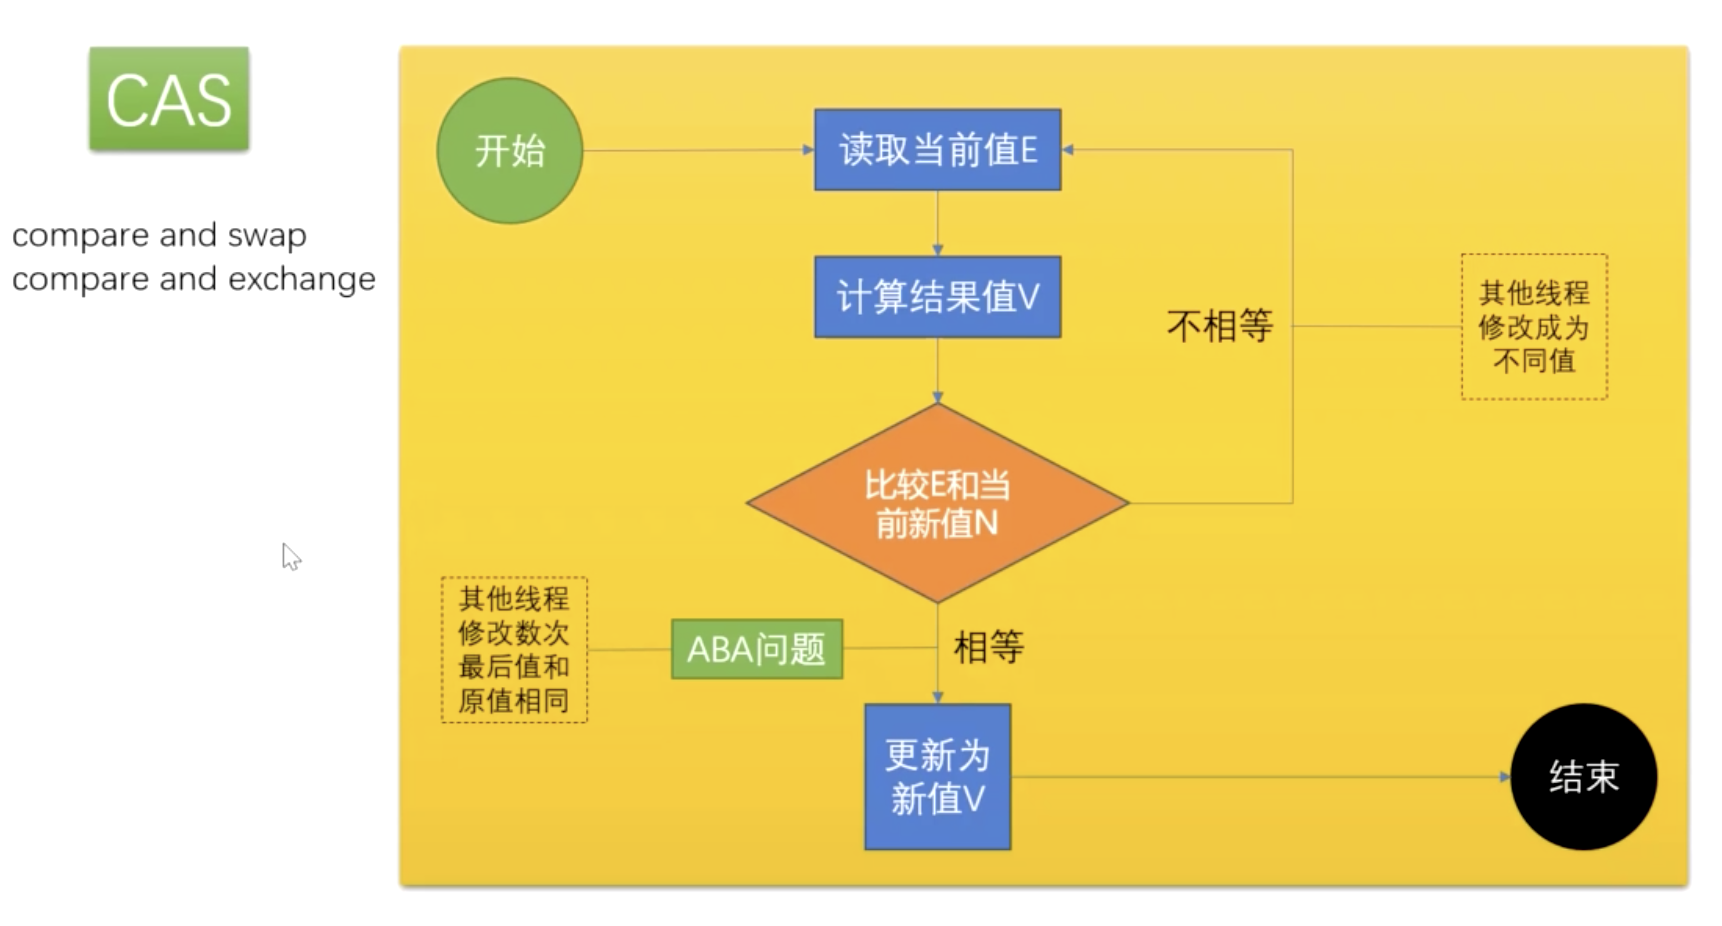 CAS
compare and swap
compare and exchange
开始
读取当前值E
计算结果值V
不相等
其他线程
修改成为
不同值
比较E和当
前新值N
其他线程
修改数次
最后值和
原值相同
ABA问题
相等
更新为
新值V
结束